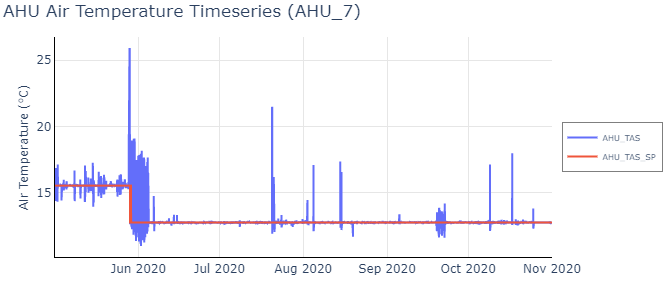 AHU Air Temperature Timeseries (AHU_7)
Air Temperature (°C)
25
20
15
Jun 2020 Jul 2020 Aug 2020 Sep 2020 Oct 2020 Nov 2020
AHU_TAS
AHU_TAS_SP